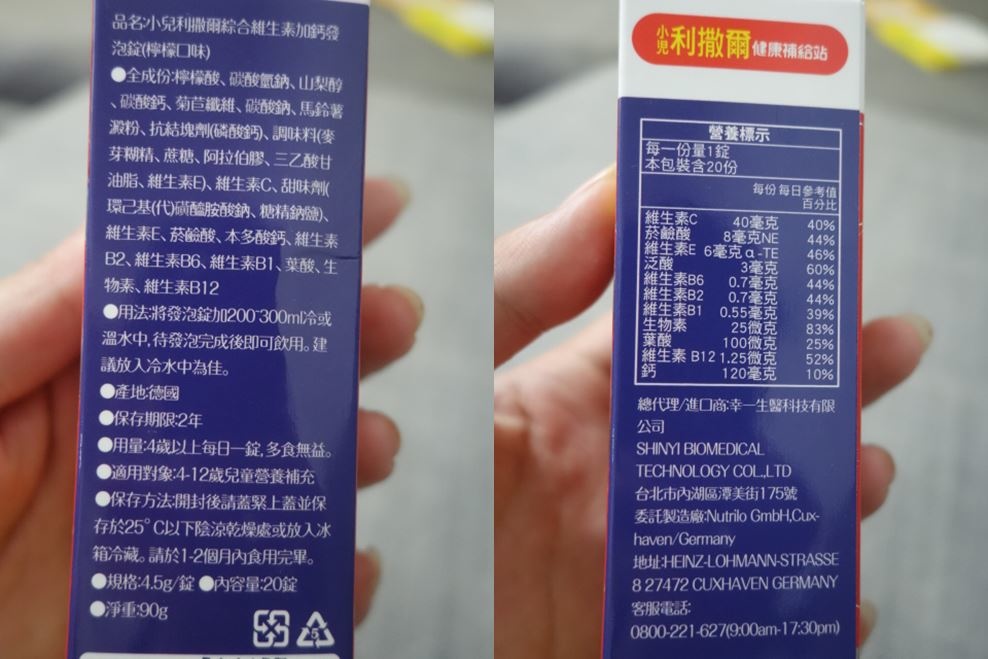 品名:小兒利撒爾綜合維生素加鈣發
泡錠(檸檬口味)
●全成份:檸檬酸、碳酸氫鈉、山梨醇
、碳酸鈣、菊苣纖維、碳酸鈉、馬鈴薯
澱粉、抗結塊劑(磷酸鈣)、調味料(麥
芽糊精、蔗糖、阿拉伯膠、三乙酸甘
油脂、維生素E)、維生素C、甜味劑(
環己基(代)磺醯胺酸鈉、糖精鈉鹽)、
維生素E、菸鹼酸、本多酸鈣、維生素
B2、維生素B6、維生素B1、葉酸、生
物素、維生素B12
●用法:將發泡錠加200~300ml冷或
溫水中,待發泡完成後即可飲用。建
議放入冷水中為佳。
●產地:德國
●保存期限:2年
●用量:4歲以上每日一錠,多食無益。
●適用對象:4-12歲兒童營養補充
●保存方法:開封後請蓋緊上蓋並保
存於25°C以下陰涼乾燥處或放入冰
箱冷藏。請於1-2個月內食用完畢。
●規格:4.5g/錠 ●內容量:20錠
●淨重:90g
5
小兒利撒爾健康補給站
營養標示
每一份量1錠
本包裝含20份
每份 每日參考值
百分比
維生素C 40毫克 40%
菸鹼酸 8毫克NE 44%
維生素E 6毫克α-TE 46%
泛酸 3毫克 60%
維生素B6 0.7毫克 44%
維生素B2 0.7毫克 44%
維生素B1 0.55毫克 39%
生物素 25微克 83%
葉酸 100微克 25%
維生素 B12 1.25微克 52%
鈣 120毫克 10%
總代理/進口商:幸一生醫科技有限
公司
SHINYI BIOMEDICAL
TECHNOLOGY CO.,LTD
台北市內湖區潭美街175號
委託製造廠:Nutrilo GmbH,Cux-
haven/Germany
地址:HEINZ-LOHMANN-STRASSE
8 27472 CUXHAVEN GERMANY
客服電話:
0800-221-627(9:00am-17:30pm)